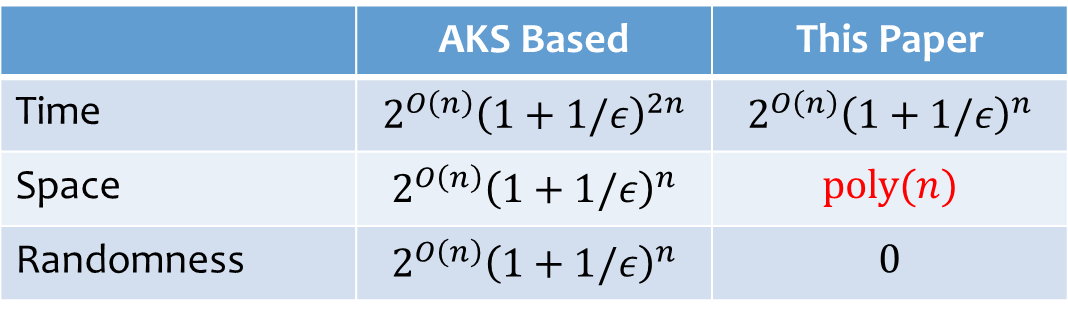 AKS Based This Paper
Time 2^{O(n)}(1 + 1/ϵ)^{2n} 2^{O(n)}(1 + 1/ϵ)^{n}
Space 2^{O(n)}(1 + 1/ϵ)^{n} poly(n)
Randomness 2^{O(n)}(1 + 1/ϵ)^{n} 0